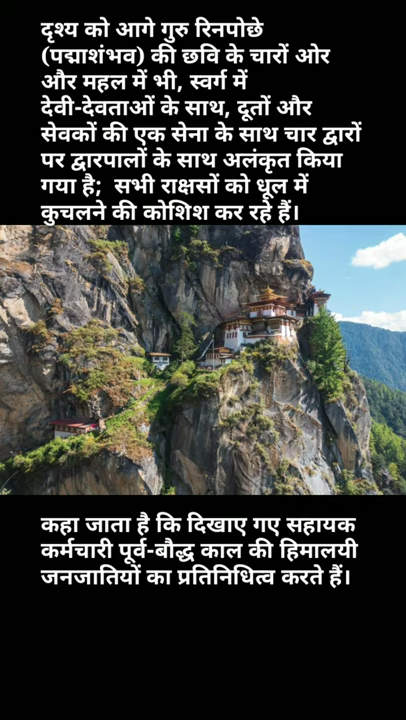 दृश्य को आगे गुरु रिनपोछे
(पद्माशंभव) की छवि के चारों ओर
और महल में भी, स्वर्ग में
देवी-देवताओं के साथ, दूतों और
सेवकों की एक सेना के साथ चार द्वारों
पर द्वारपालों के साथ अलंकृत किया
गया है;  सभी राक्षसों को धूल में
कुचलने की कोशिश कर रहे हैं।
कहा जाता है कि दिखाए गए सहायक
कर्मचारी पूर्व-बौद्ध काल की हिमालयी
जनजातियों का प्रतिनिधित्व करते हैं।